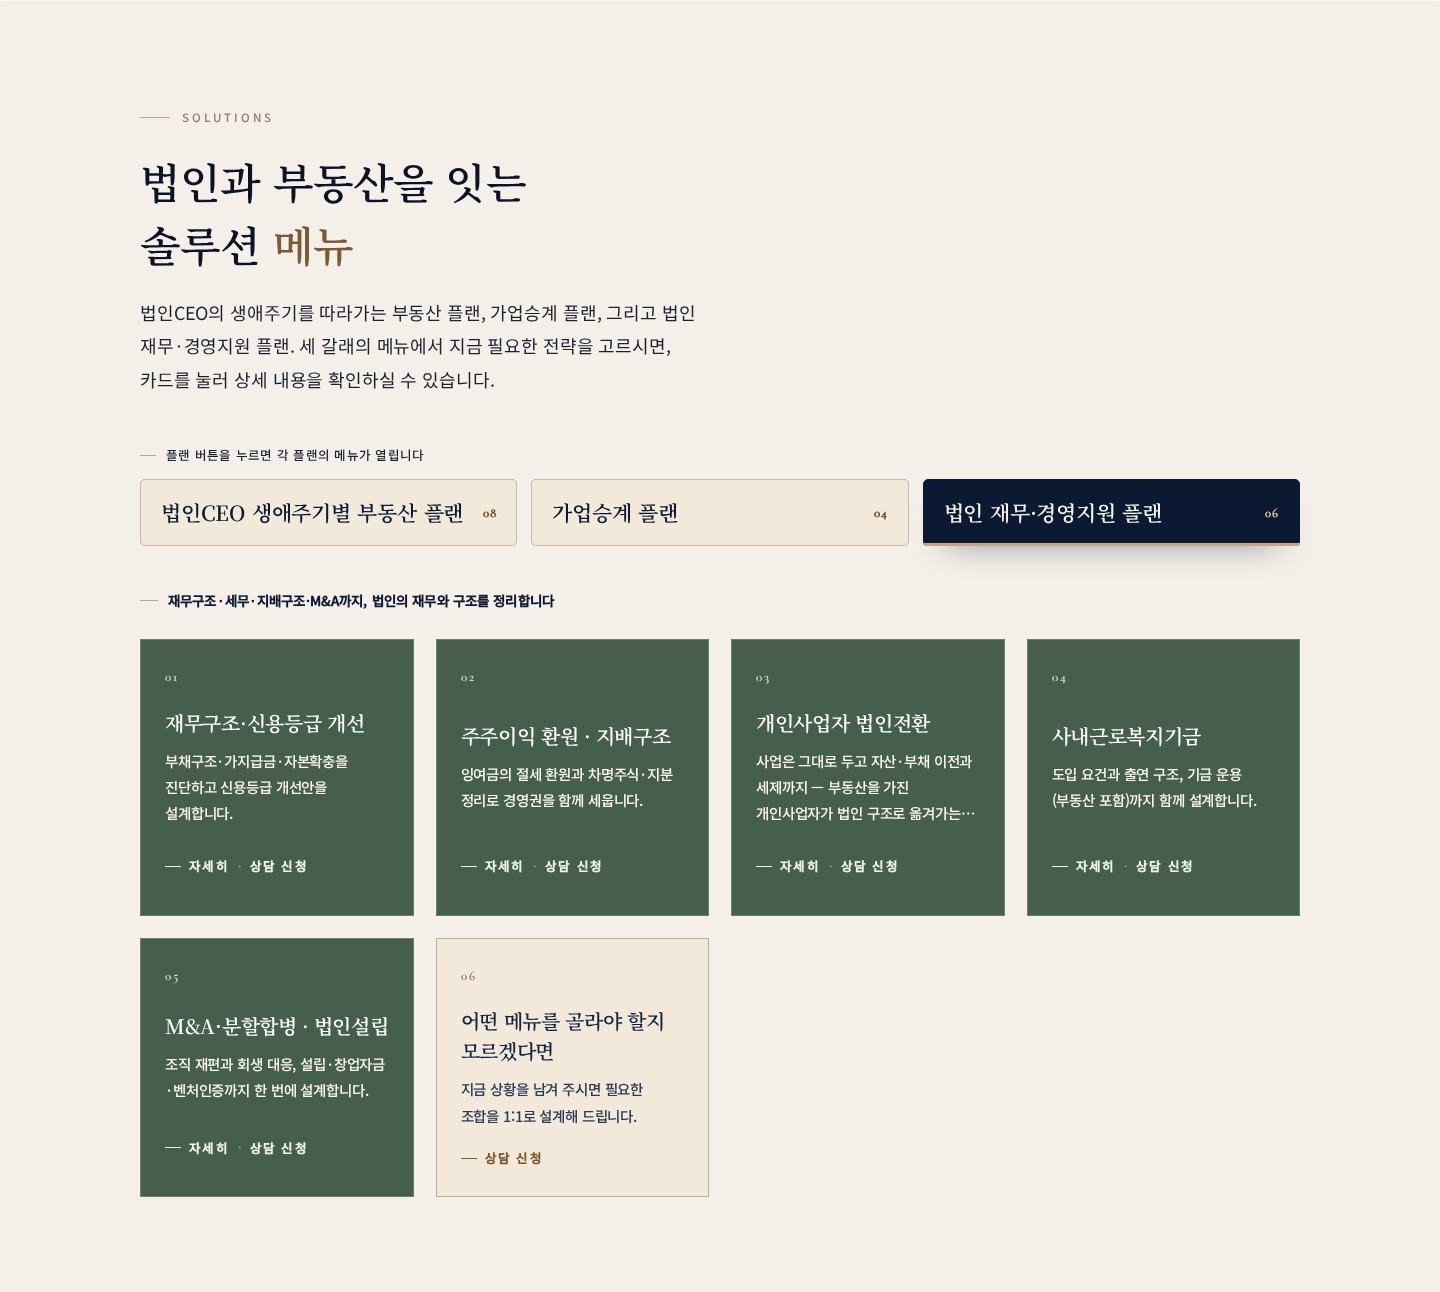 SOLUTIONS
법인과 부동산을 잇는
솔루션 메뉴
법인CEO의 생애주기를 따라가는 부동산 플랜, 가업승계 플랜, 그리고 법인
재무·경영지원 플랜. 세 갈래의 메뉴에서 지금 필요한 전략을 고르시면,
카드를 눌러 상세 내용을 확인하실 수 있습니다.
플랜 버튼을 누르면 각 플랜의 메뉴가 열립니다
법인CEO 생애주기별 부동산 플랜 08
가업승계 플랜 04
법인 재무·경영지원 플랜 06
재무구조·세무·지배구조·M&A까지, 법인의 재무와 구조를 정리합니다
01
재무구조·신용등급 개선
부채구조·가지급금·자본확충을
진단하고 신용등급 개선안을
설계합니다.
자세히 · 상담 신청
02
주주이익 환원 · 지배구조
잉여금의 절세 환원과 차명주식·지분
정리로 경영권을 함께 세웁니다.
자세히 · 상담 신청
03
개인사업자 법인전환
사업은 그대로 두고 자산·부채 이전과
세제까지 — 부동산을 가진
개인사업자가 법인 구조로 옮겨가는…
자세히 · 상담 신청
04
사내근로복지기금
도입 요건과 출연 구조, 기금 운용
(부동산 포함)까지 함께 설계합니다.
자세히 · 상담 신청
05
M&A·분할합병 · 법인설립
조직 재편과 회생 대응, 설립·창업자금
·벤처인증까지 한 번에 설계합니다.
자세히 · 상담 신청
06
어떤 메뉴를 골라야 할지
모르겠다면
지금 상황을 남겨 주시면 필요한
조합을 1:1로 설계해 드립니다.
상담 신청